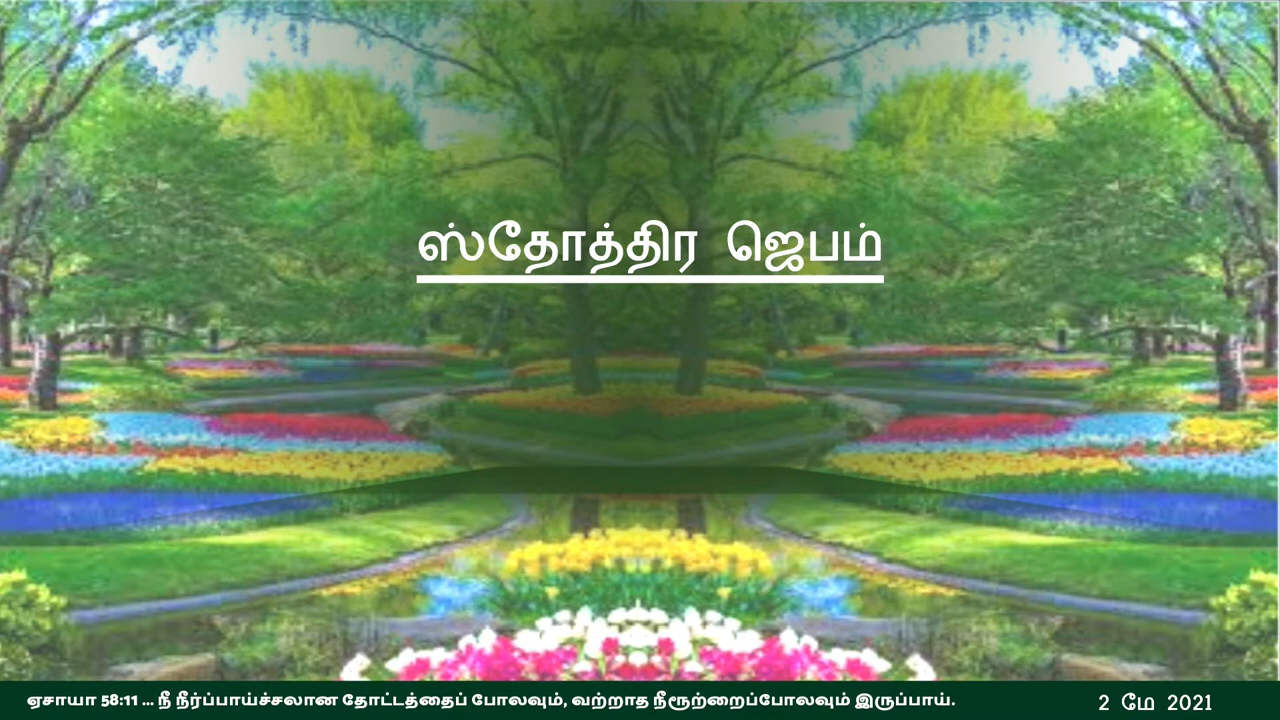 ஸ்தோத்திர ஜெபம்
ஏசாயா 58:11 ... நீ நீர்ப்பாய்ச்சலான தோட்டத்தைப் போலவும், வற்றாத நீரூற்றைப்போலவும் இருப்பாய்.
2 மே 2021